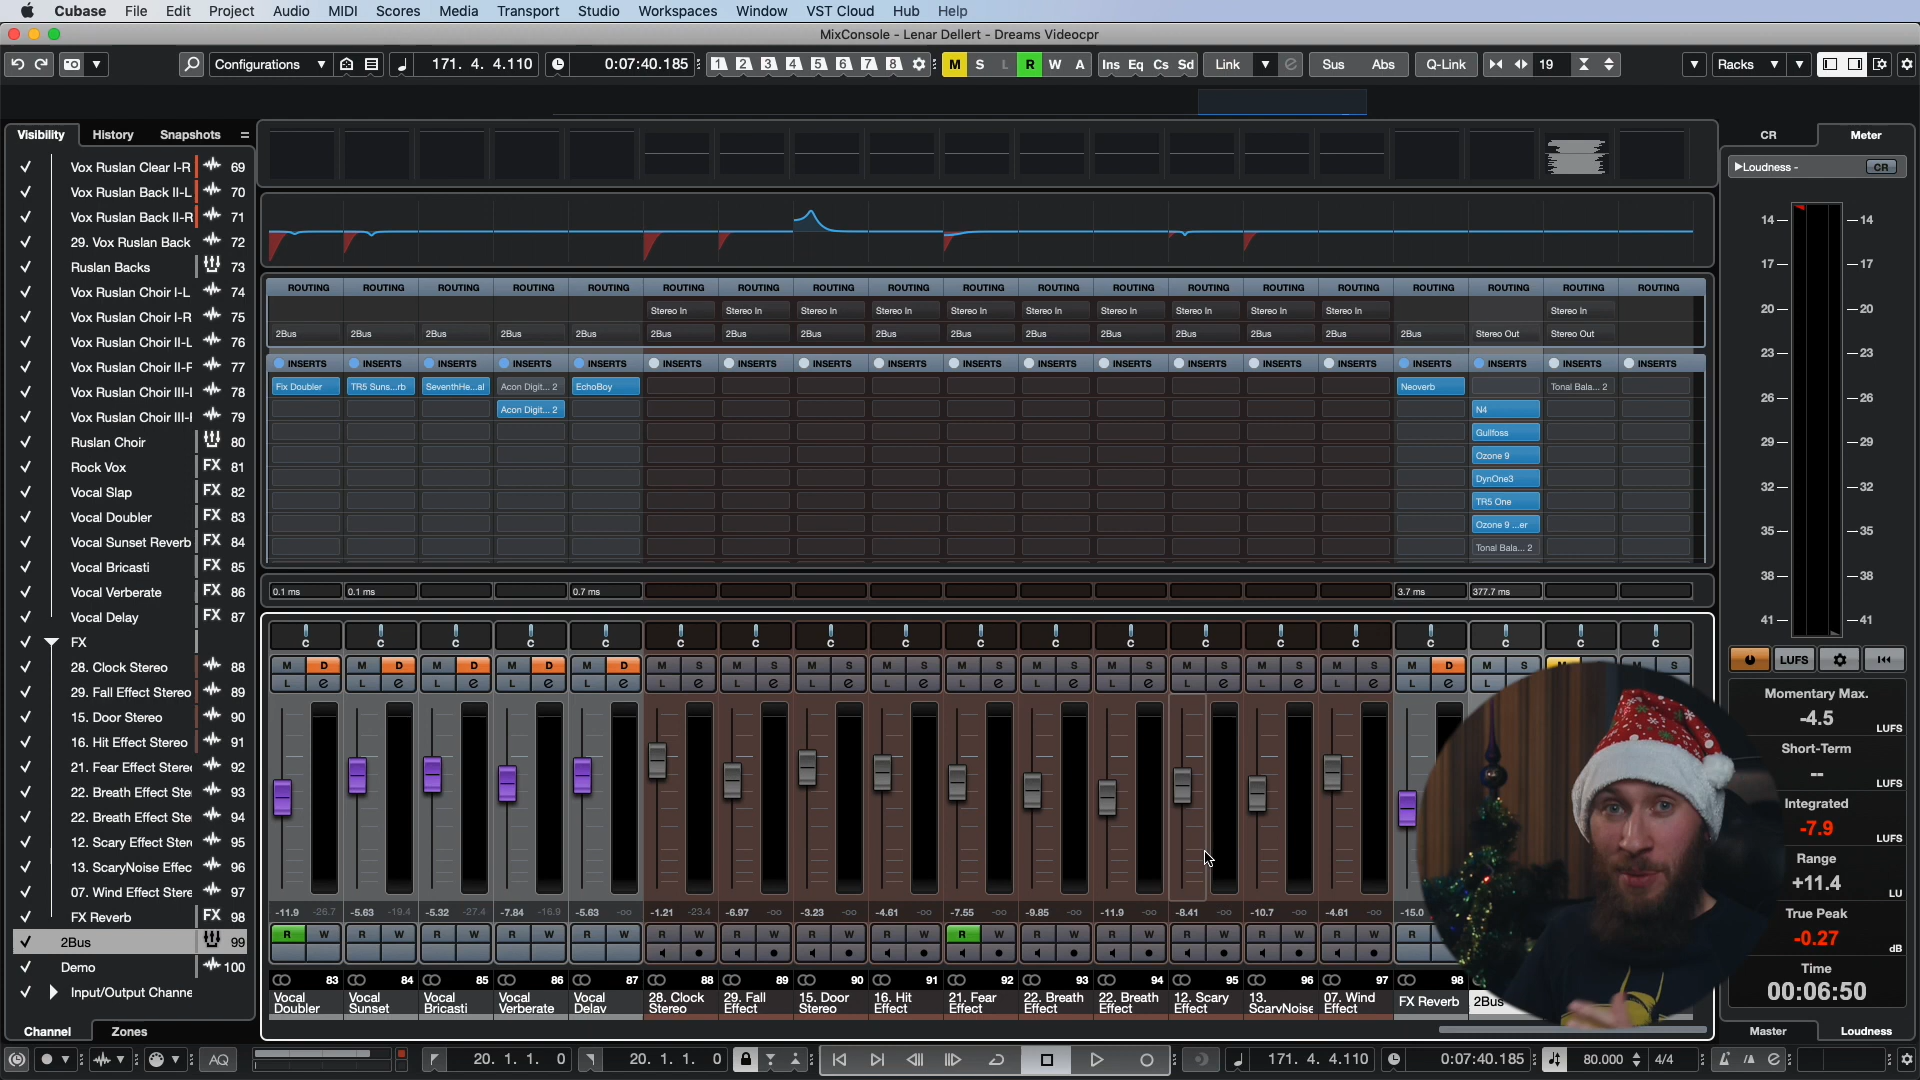 Cubase File Edit Project Audio MIDI Scores Media Transport Studio Workspaces Window VST Cloud Hub Help
MixConsole - Lenar Dellert - Dreams Videocpr
Configurations 171. 4. 4.110 0:07:40.185 1 2 3 4 5 6 7 8 M S L R W A Ins Eq Cs Sd Link Sus Abs Q-Link 19 Racks
Visibility History Snapshots
CR Meter
Loudness - CR
Vox Ruslan Clear I-R 69
Vox Ruslan Back II-L 70
Vox Ruslan Back II-R 71
29. Vox Ruslan Back 72
Ruslan Backs 73
Vox Ruslan Choir I-L 74
Vox Ruslan Choir I-R 75
Vox Ruslan Choir II-L 76
Vox Ruslan Choir II-F 77
Vox Ruslan Choir III-I 78
Vox Ruslan Choir III-I 79
Ruslan Choir 80
Rock Vox FX 81
Vocal Slap FX 82
Vocal Doubler FX 83
Vocal Sunset Reverb FX 84
Vocal Bricasti FX 85
Vocal Verberate FX 86
Vocal Delay FX 87
FX
28. Clock Stereo 88
29. Fall Effect Stereo 89
15. Door Stereo 90
16. Hit Effect Stereo 91
21. Fear Effect Stere 92
22. Breath Effect Ste 93
22. Breath Effect Ste 94
12. Scary Effect Ster 95
13. ScaryNoise Effec 96
07. Wind Effect Stere 97
FX Reverb FX 98
2Bus 99
Demo 100
Input/Output Channe
Channel Zones
ROUTING ROUTING ROUTING ROUTING ROUTING ROUTING ROUTING ROUTING ROUTING ROUTING ROUTING ROUTING ROUTING ROUTING ROUTING ROUTING ROUTING ROUTING ROUTING
Stereo In Stereo In Stereo In Stereo In Stereo In Stereo In Stereo In Stereo In Stereo In Stereo In Stereo In
2Bus 2Bus 2Bus 2Bus 2Bus 2Bus 2Bus 2Bus 2Bus 2Bus 2Bus 2Bus 2Bus 2Bus 2Bus 2Bus Stereo Out Stereo Out
INSERTS INSERTS INSERTS INSERTS INSERTS INSERTS INSERTS INSERTS INSERTS INSERTS INSERTS INSERTS INSERTS INSERTS INSERTS INSERTS INSERTS INSERTS INSERTS
Fix Doubler TR5 Suns...rb SeventhHe...al Acon Digit... 2 EchoBoy Neoverb Tonal Bala... 2
Acon Digit... 2 N4
Gullfoss
Ozone 9
DynOne3
TR5 One
Ozone 9 ...er
Tonal Bala... 2
0.1 ms 0.1 ms 0.7 ms 3.7 ms 377.7 ms
C C C C C C C C C C C C C C C C C C C
M D M D M D M D M D M S M S M S M S M S M S M S M S M S M S M D M S
L e L e L e L e L e L e L e L e L e L e L e L e L e L e L e L e L
-11.9 -26.7 -5.63 -19.4 -5.32 -27.4 -7.84 -16.9 -5.63 -oo -1.21 -23.4 -6.97 -oo -3.23 -oo -4.61 -oo -7.55 -oo -9.85 -oo -11.9 -oo -8.41 -oo -10.7 -oo -4.61 -oo -15.0
R W R W R W R W R W R W R W R W R W R W R W R W R W R W R W R
83 84 85 86 87 88 89 90 91 92 93 94 95 96 97 98
Vocal Doubler
Vocal Sunset
Vocal Bricasti
Vocal Verberate
Vocal Delay
28. Clock Stereo
29. Fall Effect
15. Door Stereo
16. Hit Effect
21. Fear Effect
22. Breath Effect
22. Breath Effect
12. Scary Effect
13. ScaryNoise
07. Wind Effect
FX Reverb
2Bus
14 14
17 17
20 20
23 23
26 26
29 29
32 32
35 35
38 38
41 41
LUFS
Momentary Max.
-4.5 LUFS
Short-Term
-- LUFS
Integrated
-7.9 LUFS
Range
+11.4 LU
True Peak
-0.27 dB
Time
00:06:50
Master Loudness
AQ 20. 1. 1. 0 20. 1. 1. 0 171. 4. 4.110 0:07:40.185 80.000 4/4